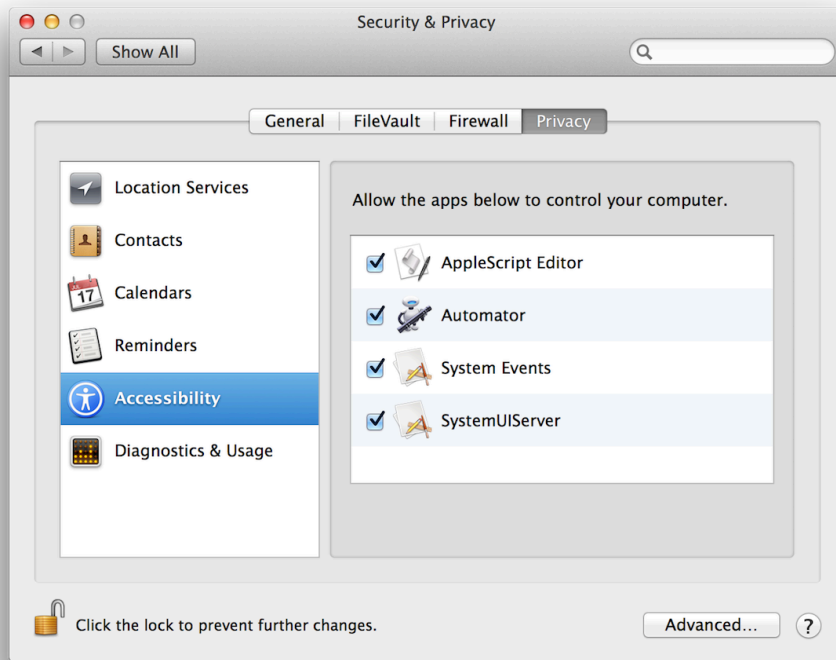 Security & Privacy
Show All
General FileVault Firewall Privacy
Location Services
Contacts
17
Calendars
Reminders
Accessibility
Diagnostics & Usage
Allow the apps below to control your computer.
AppleScript Editor
Automator
System Events
SystemUIServer
Click the lock to prevent further changes.
Advanced...
?